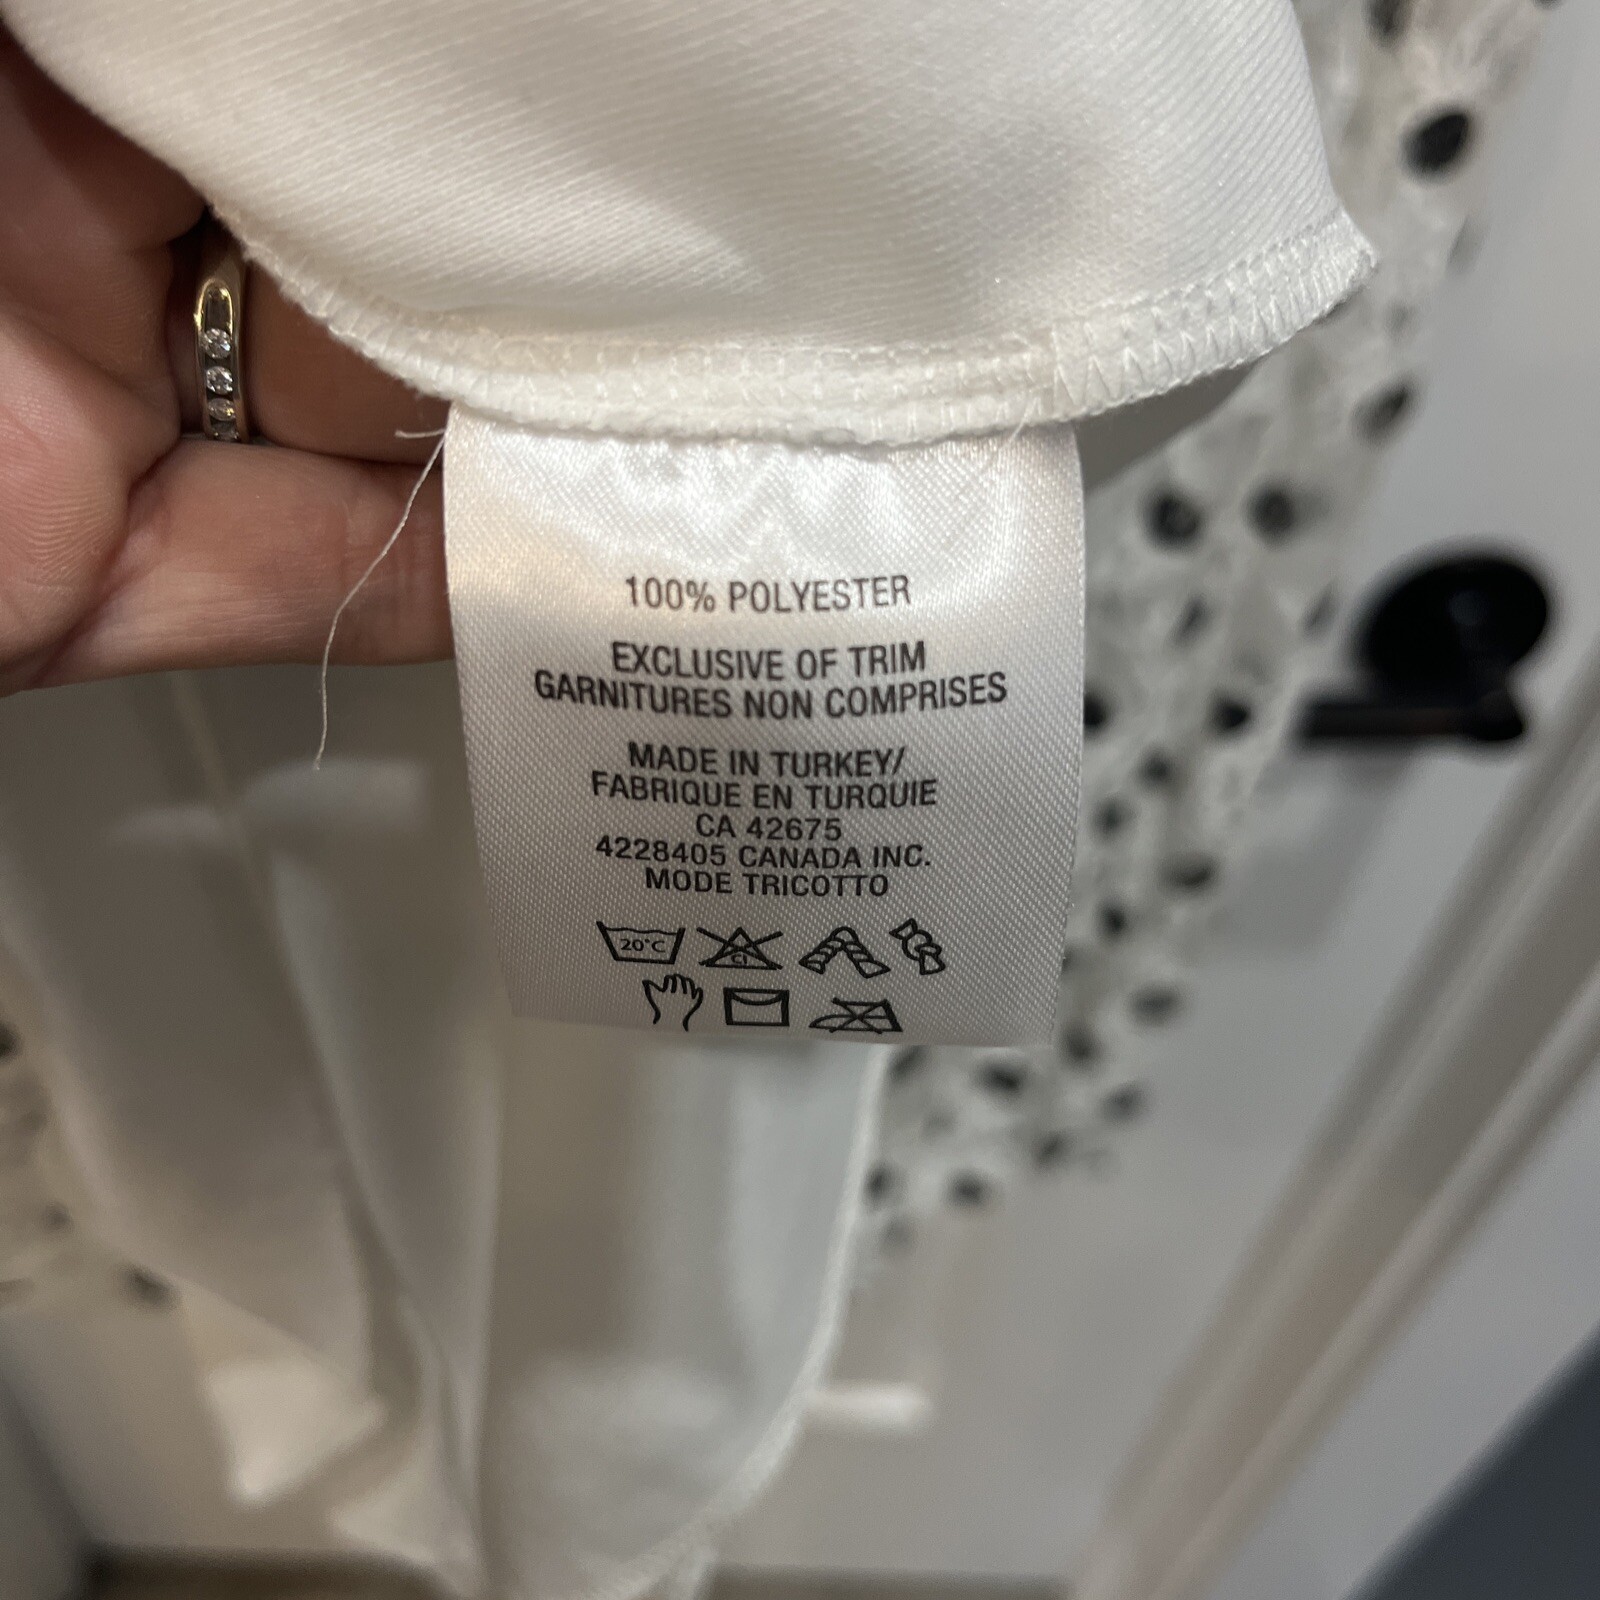 100% POLYESTER
EXCLUSIVE OF TRIM
GARNITURES NON COMPRISES
MADE IN TURKEY/
FABRIQUE EN TURQUIE
CA 42675
4228405 CANADA INC.
MODE TRICOTTO
20°C
Cl